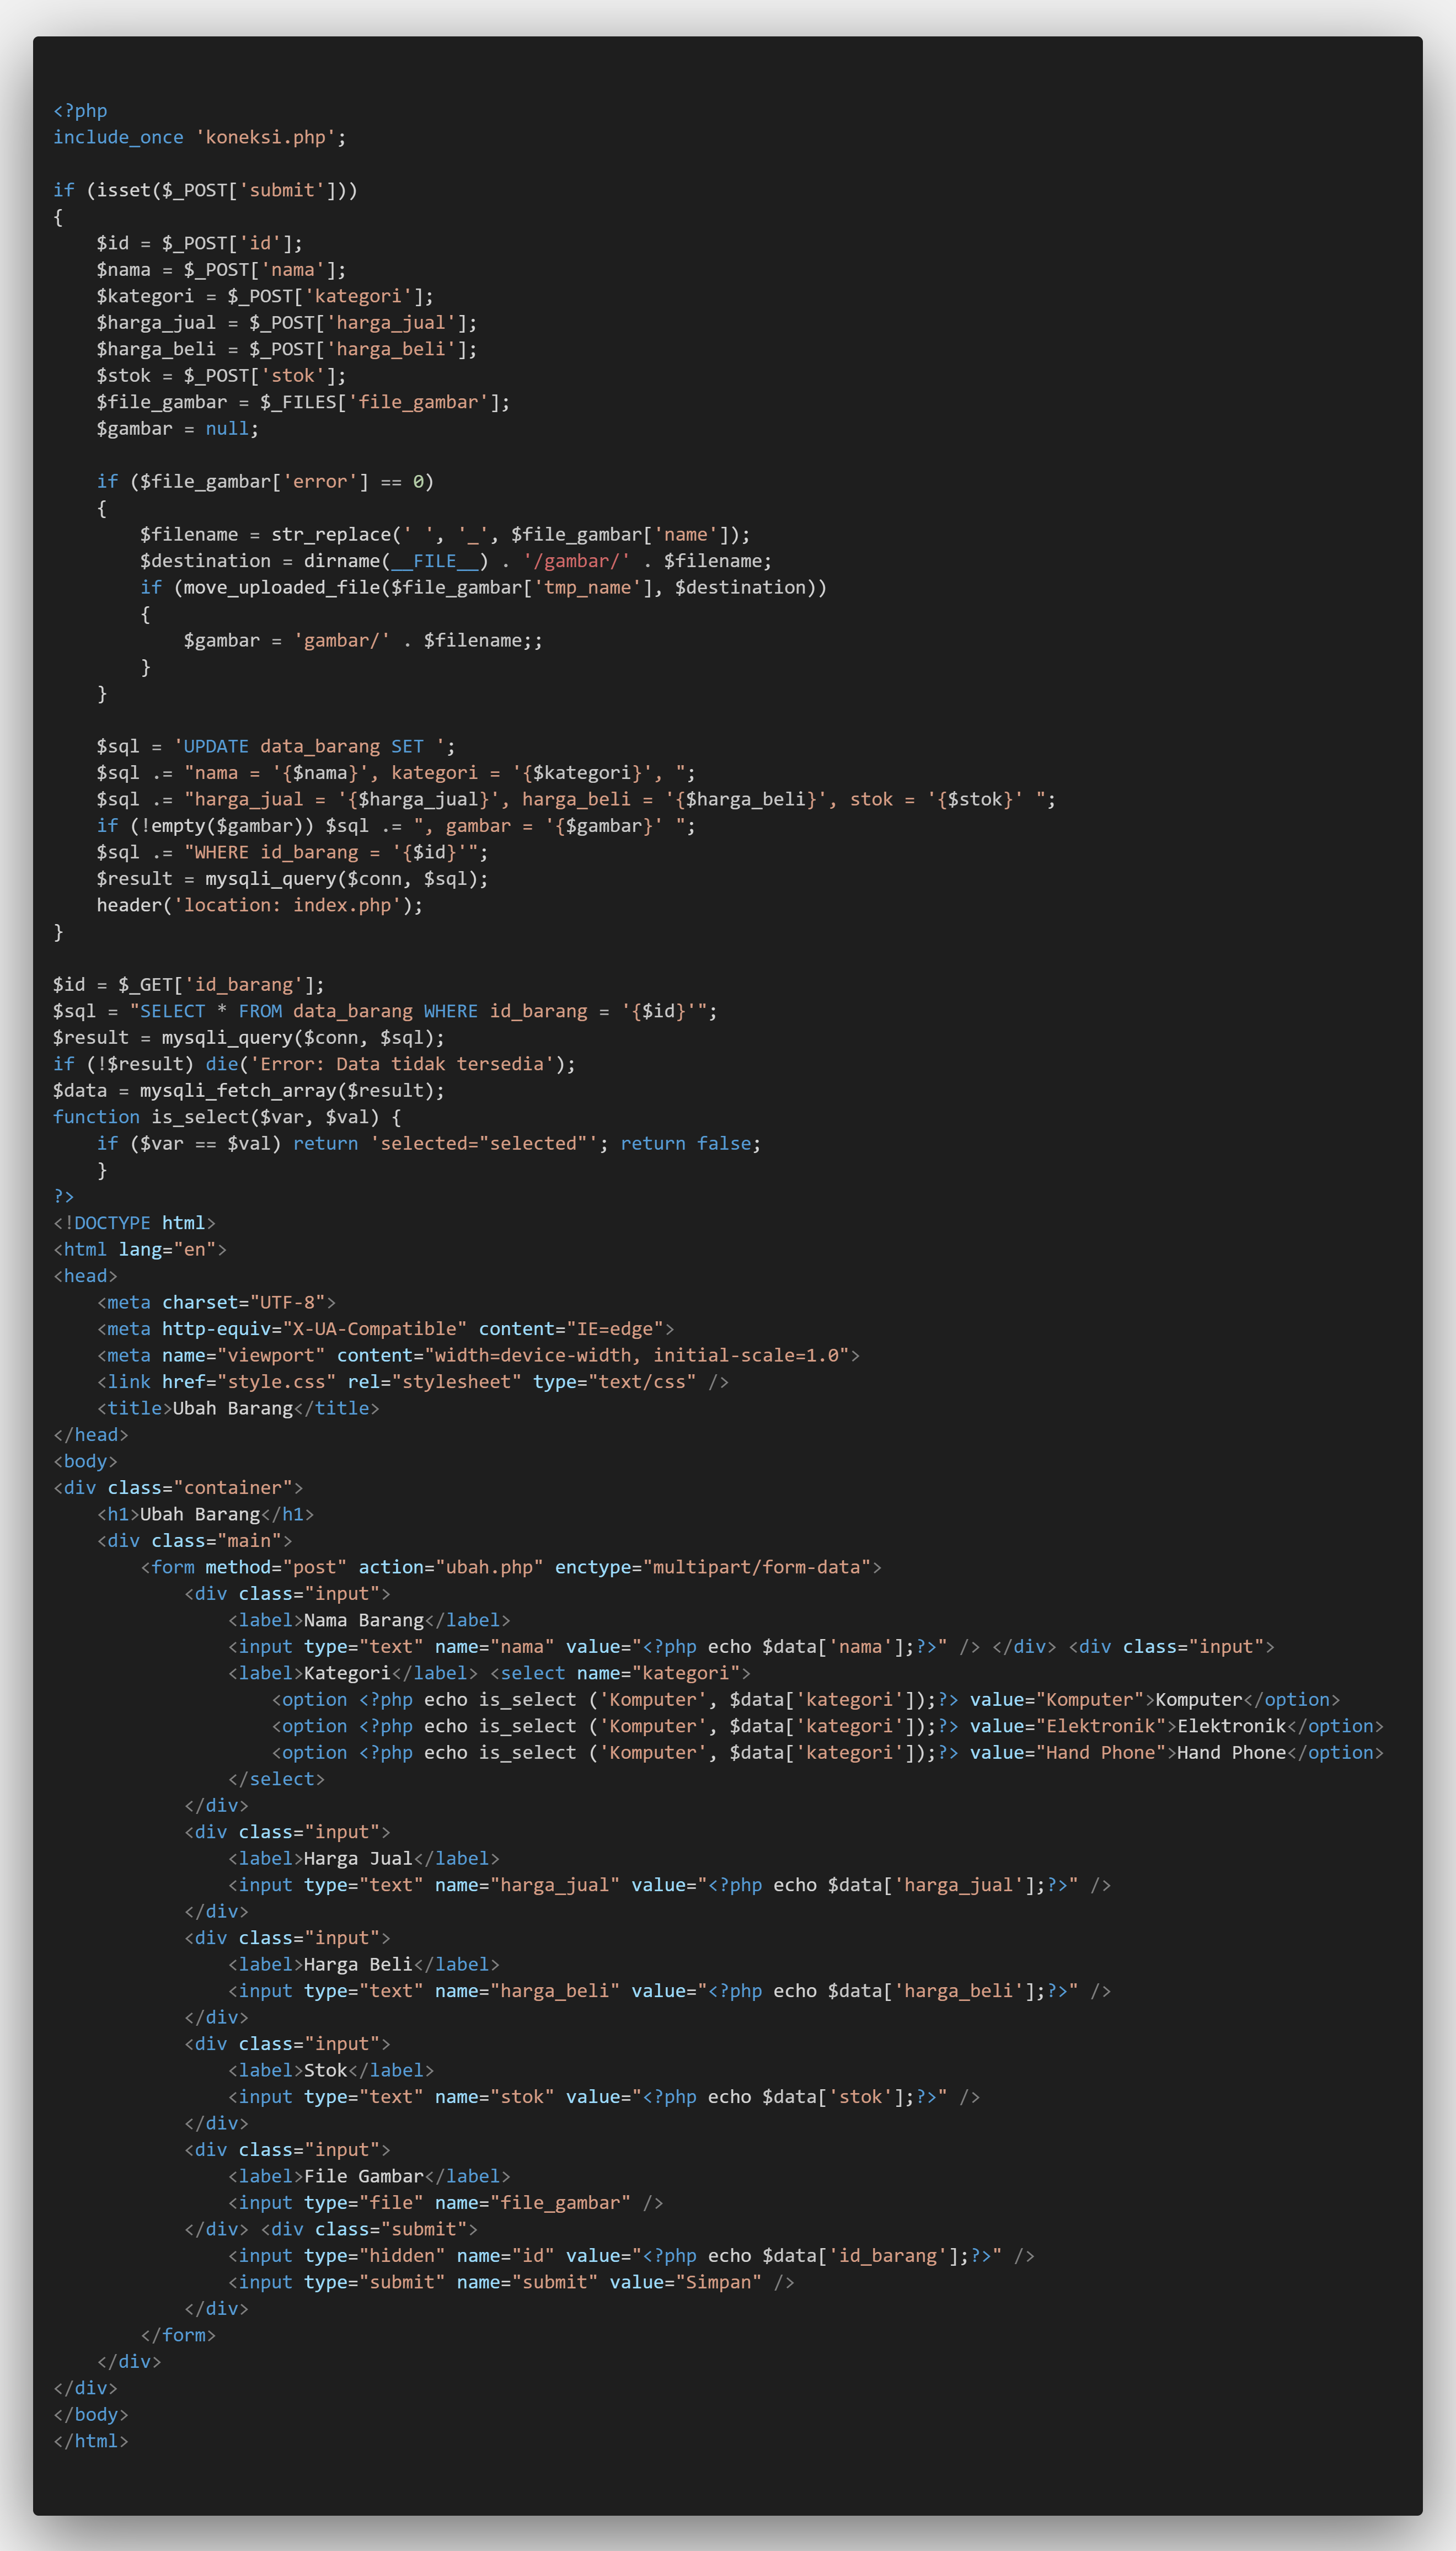 <?php
include_once 'koneksi.php';

if (isset($_POST['submit']))
{
    $id = $_POST['id'];
    $nama = $_POST['nama'];
    $kategori = $_POST['kategori'];
    $harga_jual = $_POST['harga_jual'];
    $harga_beli = $_POST['harga_beli'];
    $stok = $_POST['stok'];
    $file_gambar = $_FILES['file_gambar'];
    $gambar = null;

    if ($file_gambar['error'] == 0)
    {
        $filename = str_replace(' ', '_', $file_gambar['name']);
        $destination = dirname(__FILE__) . '/gambar/' . $filename;
        if (move_uploaded_file($file_gambar['tmp_name'], $destination))
        {
            $gambar = 'gambar/' . $filename;;
        }
    }

    $sql = 'UPDATE data_barang SET ';
    $sql .= "nama = '{$nama}', kategori = '{$kategori}', ";
    $sql .= "harga_jual = '{$harga_jual}', harga_beli = '{$harga_beli}', stok = '{$stok}' ";
    if (!empty($gambar)) $sql .= ", gambar = '{$gambar}' ";
    $sql .= "WHERE id_barang = '{$id}'";
    $result = mysqli_query($conn, $sql);
    header('location: index.php');
}

$id = $_GET['id_barang'];
$sql = "SELECT * FROM data_barang WHERE id_barang = '{$id}'";
$result = mysqli_query($conn, $sql);
if (!$result) die('Error: Data tidak tersedia');
$data = mysqli_fetch_array($result);
function is_select($var, $val) {
    if ($var == $val) return 'selected="selected"'; return false;
    }
?>
<!DOCTYPE html>
<html lang="en">
<head>
    <meta charset="UTF-8">
    <meta http-equiv="X-UA-Compatible" content="IE=edge">
    <meta name="viewport" content="width=device-width, initial-scale=1.0">
    <link href="style.css" rel="stylesheet" type="text/css" />
    <title>Ubah Barang</title>
</head>
<body>
<div class="container">
    <h1>Ubah Barang</h1>
    <div class="main">
        <form method="post" action="ubah.php" enctype="multipart/form-data">
            <div class="input">
                <label>Nama Barang</label>
                <input type="text" name="nama" value="<?php echo $data['nama'];?>" /> </div> <div class="input">
                <label>Kategori</label> <select name="kategori">
                    <option <?php echo is_select ('Komputer', $data['kategori']);?> value="Komputer">Komputer</option>
                    <option <?php echo is_select ('Komputer', $data['kategori']);?> value="Elektronik">Elektronik</option>
                    <option <?php echo is_select ('Komputer', $data['kategori']);?> value="Hand Phone">Hand Phone</option>
                </select>
            </div>
            <div class="input">
                <label>Harga Jual</label>
                <input type="text" name="harga_jual" value="<?php echo $data['harga_jual'];?>" />
            </div>
            <div class="input">
                <label>Harga Beli</label>
                <input type="text" name="harga_beli" value="<?php echo $data['harga_beli'];?>" />
            </div>
            <div class="input">
                <label>Stok</label>
                <input type="text" name="stok" value="<?php echo $data['stok'];?>" />
            </div>
            <div class="input">
                <label>File Gambar</label>
                <input type="file" name="file_gambar" />
            </div> <div class="submit">
                <input type="hidden" name="id" value="<?php echo $data['id_barang'];?>" />
                <input type="submit" name="submit" value="Simpan" />
            </div>
        </form>
    </div>
</div>
</body>
</html>